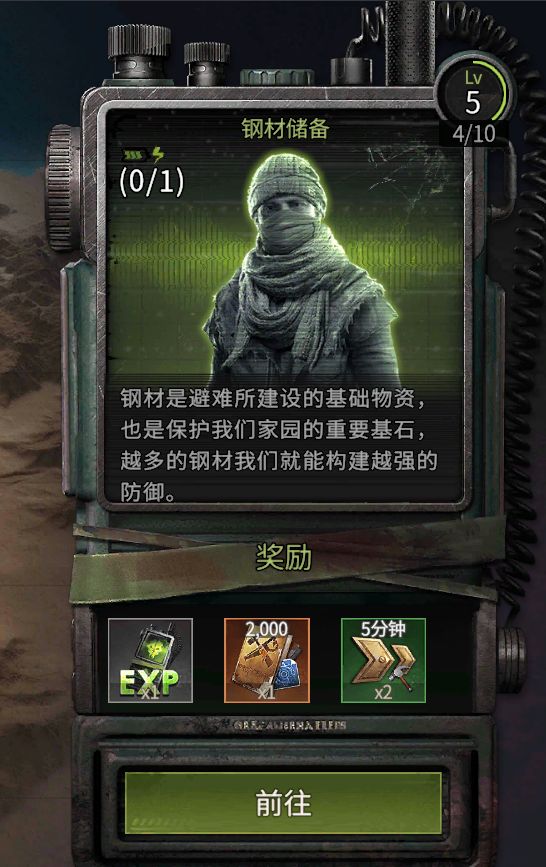 Lv
5
4/10
钢材储备
(0/1)
钢材是避难所建设的基础物资，
也是保护我们家园的重要基石，
越多的钢材我们就能构建越强的
防御。
奖励
EXP
x1
2,000
x1
5分钟
x2
前往